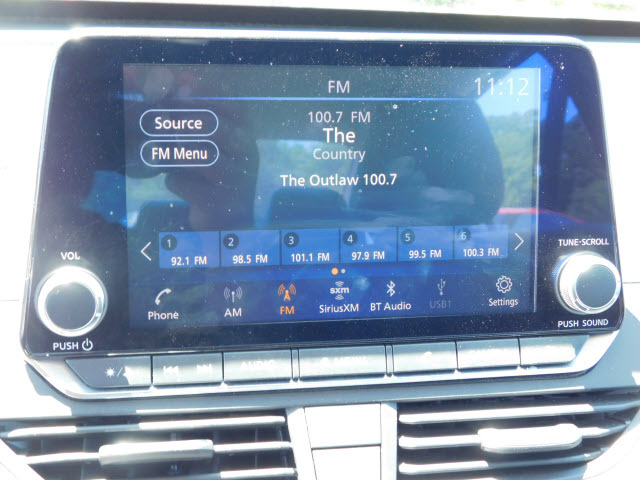 FM 11:12
100.7 FM
Source
The
FM Menu
Country
The Outlaw 100.7
1 2 3 4 5 6
92.1 FM 98.5 FM 101.1 FM 97.9 FM 99.5 FM 100.3 FM
VOL
TUNE•SCROLL
Phone AM FM sxm SiriusXM BT Audio USB1 Settings
PUSH
PUSH SOUND
AUDIO